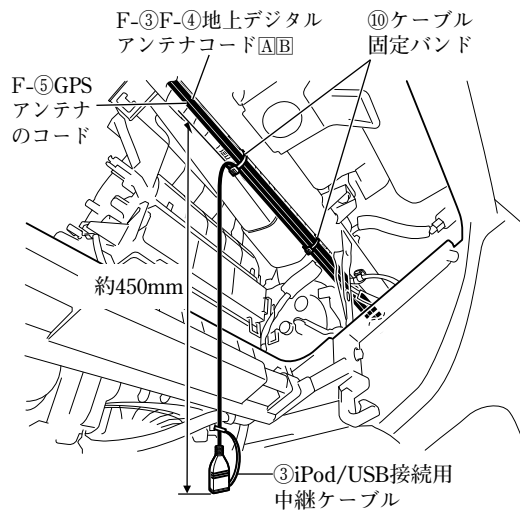 F-③F-④地上デジタル
アンテナコード🄰🄱
⑩ケーブル
固定バンド
F-⑤GPS
アンテナ
のコード
約450mm
③iPod/USB接続用
中継ケーブル